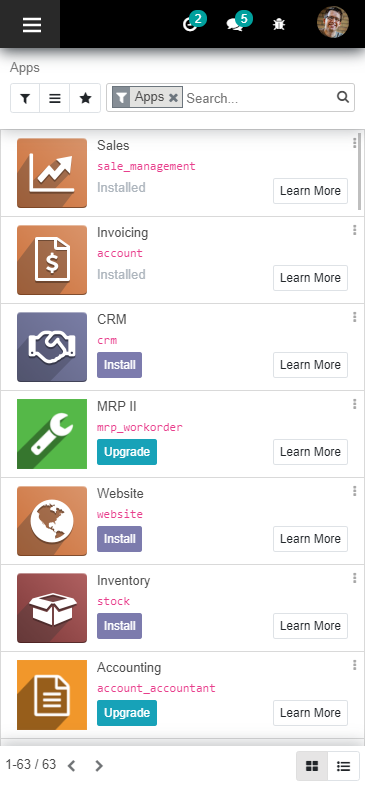 2 5
Apps
Apps Search...
Sales
sale_management
Installed
Learn More
Invoicing
account
Installed
Learn More
CRM
crm
Install
Learn More
MRP II
mrp_workorder
Upgrade
Learn More
Website
website
Install
Learn More
Inventory
stock
Install
Learn More
Accounting
account_accountant
Upgrade
Learn More
1-63 / 63